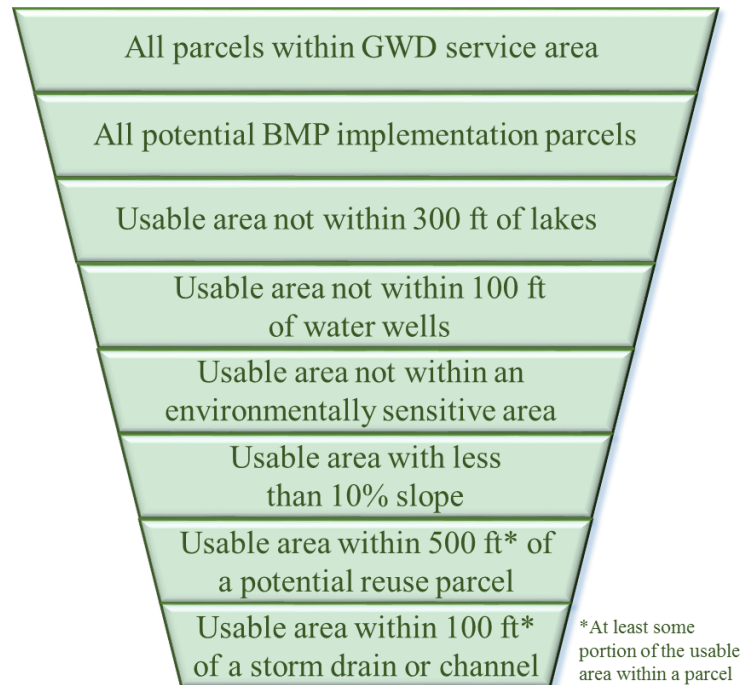 All parcels within GWD service area
All potential BMP implementation parcels
Usable area not within 300 ft of lakes
Usable area not within 100 ft
of water wells
Usable area not within an
environmentally sensitive area
Usable area with less
than 10% slope
Usable area within 500 ft* of
a potential reuse parcel
Usable area within 100 ft*
of a storm drain or channel
*At least some
portion of the usable
area within a parcel